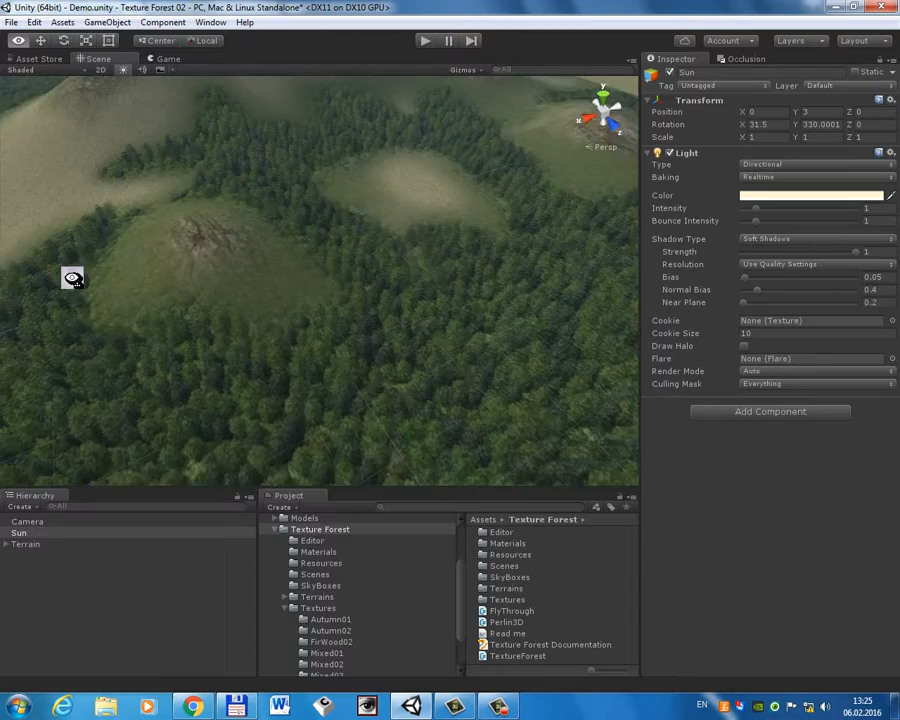 Unity (64bit) - Demo.unity - Texture Forest 02 - PC, Mac & Linux Standalone* <DX11 on DX10 GPU>
File Edit Assets GameObject Component Window Help
Center Local Account Layers Layout
Asset Store Scene Game Inspector Occlusion
Shaded 2D Gizmos All
Sun Static
Tag Untagged Layer Default
Transform
Position X 0 Y 3 Z 0
Rotation X 31.5 Y 330.0001 Z 0
Scale X 1 Y 1 Z 1
y
x
z
Persp
Light
Type Directional
Baking Realtime
Color
Intensity 1
Bounce Intensity 1
Shadow Type Soft Shadows
Strength 1
Resolution Use Quality Settings
Bias 0.05
Normal Bias 0.4
Near Plane 0.2
Cookie None (Texture)
Cookie Size 10
Draw Halo
Flare None (Flare)
Render Mode Auto
Culling Mask Everything
Add Component
Hierarchy
Create All
Camera
Sun
Terrain
Project
Create
Models
Texture Forest
Editor
Materials
Resources
Scenes
SkyBoxes
Terrains
Textures
Autumn01
Autumn02
FirWood02
Mixed01
Mixed02
Mixed03
Assets Texture Forest
Editor
Materials
Resources
Scenes
SkyBoxes
Terrains
Textures
FlyThrough
Perlin3D
Read me
Texture Forest Documentation
TextureForest
EN
13:25
06.02.2016